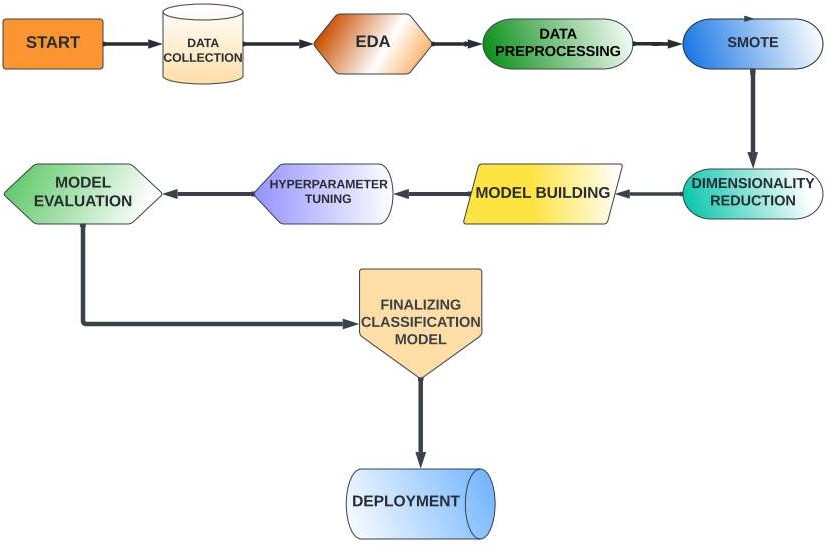 START
DATA
COLLECTION
EDA
DATA
PREPROCESSING
SMOTE
DIMENSIONALITY
REDUCTION
MODEL BUILDING
HYPERPARAMETER
TUNING
MODEL
EVALUATION
FINALIZING
CLASSIFICATION
MODEL
DEPLOYMENT